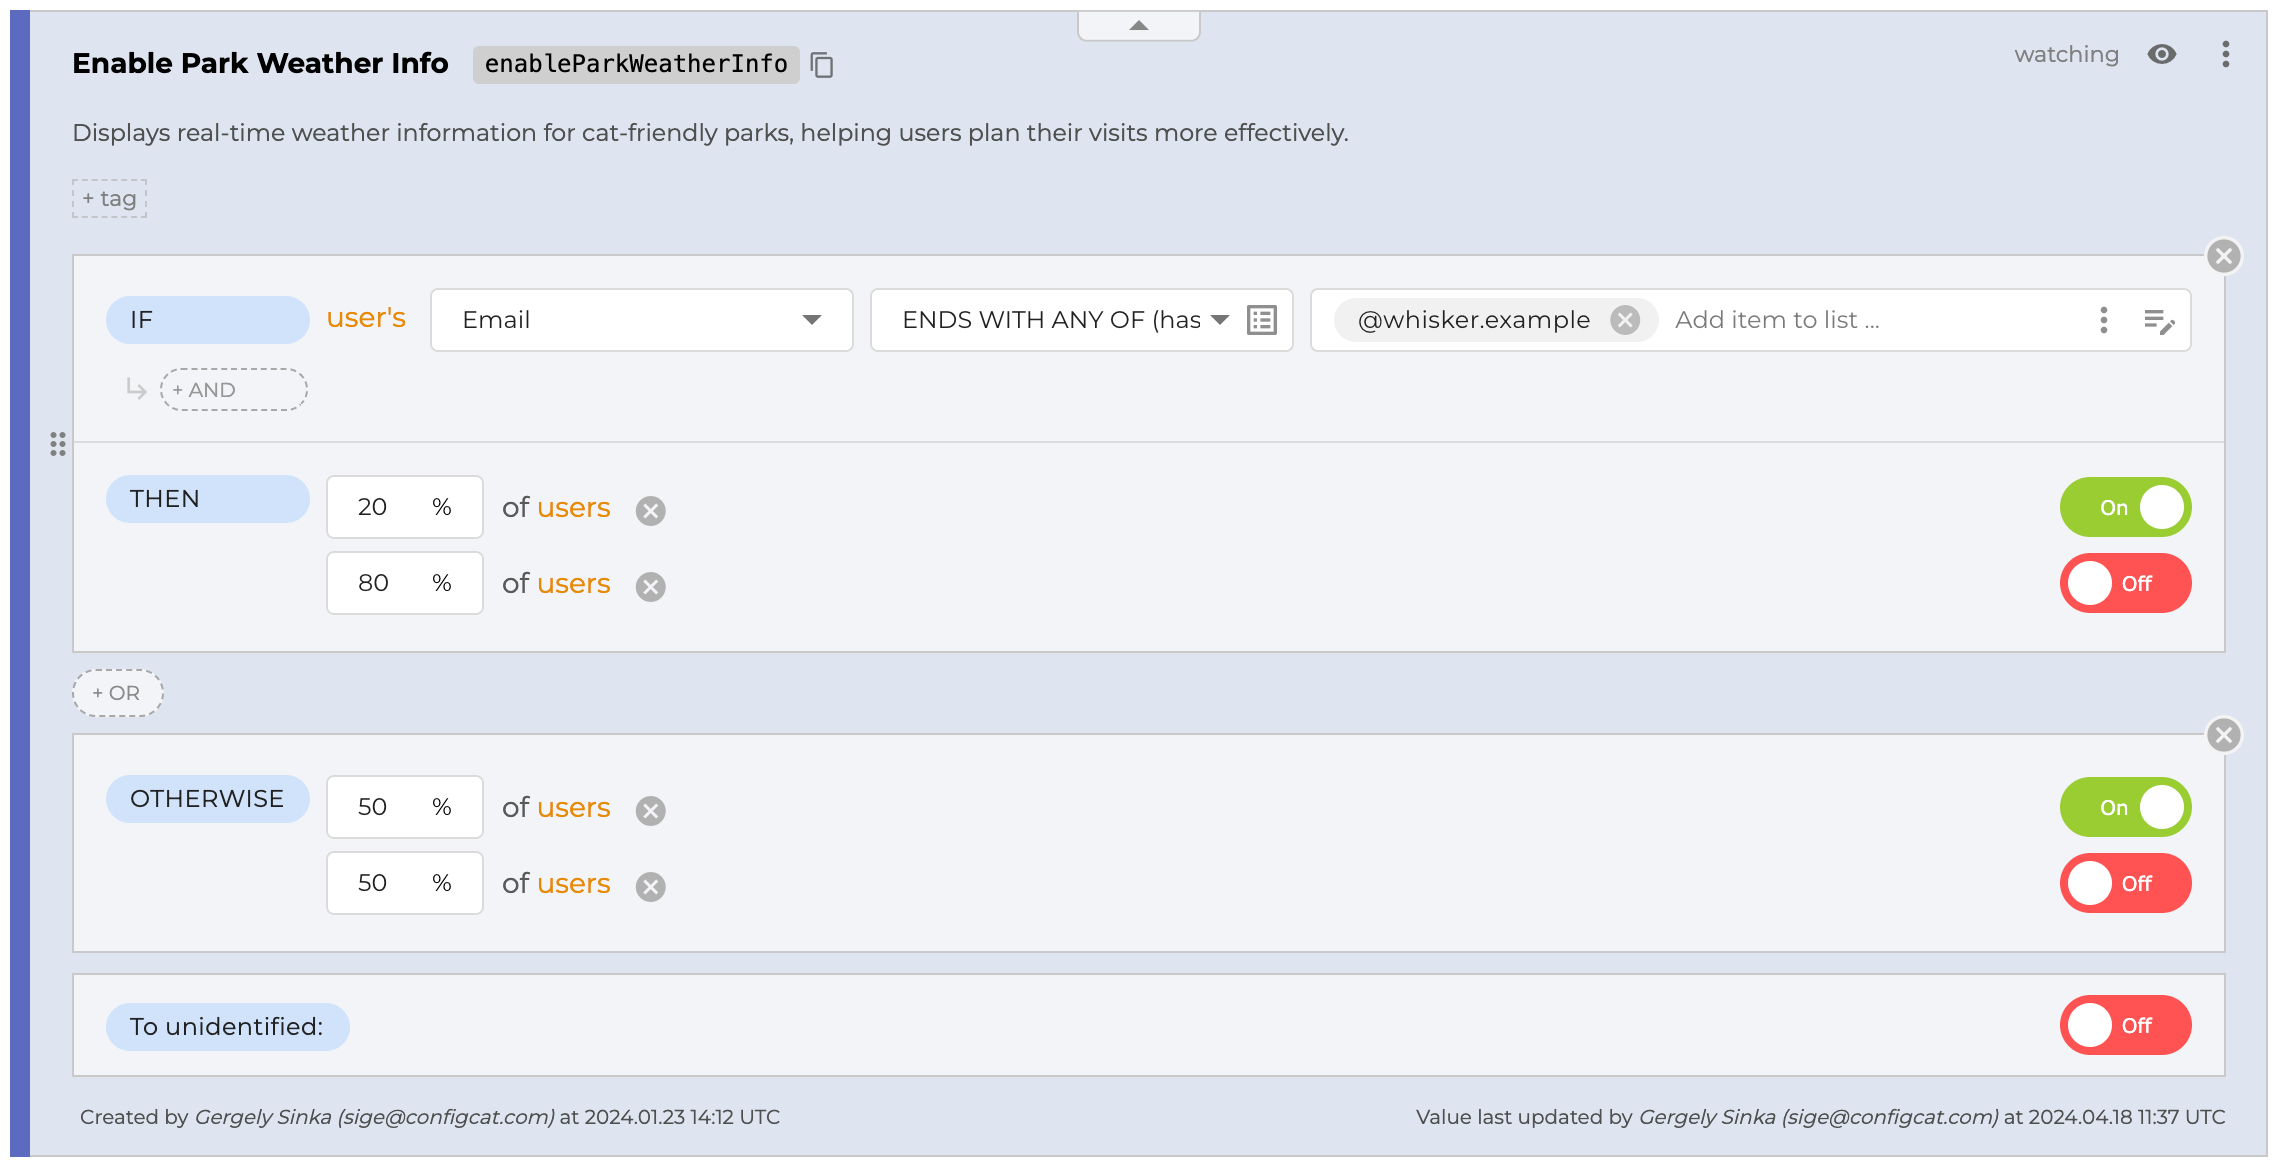 Enable Park Weather Info enableParkWeatherInfo watching
Displays real-time weather information for cat-friendly parks, helping users plan their visits more effectively.
+ tag
IF user's Email ENDS WITH ANY OF (has @whisker.example Add item to list ...
+ AND
THEN 20 % of users On
80 % of users Off
+ OR
OTHERWISE 50 % of users On
50 % of users Off
To unidentified: Off
Created by Gergely Sinka (sige@configcat.com) at 2024.01.23 14:12 UTC Value last updated by Gergely Sinka (sige@configcat.com) at 2024.04.18 11:37 UTC